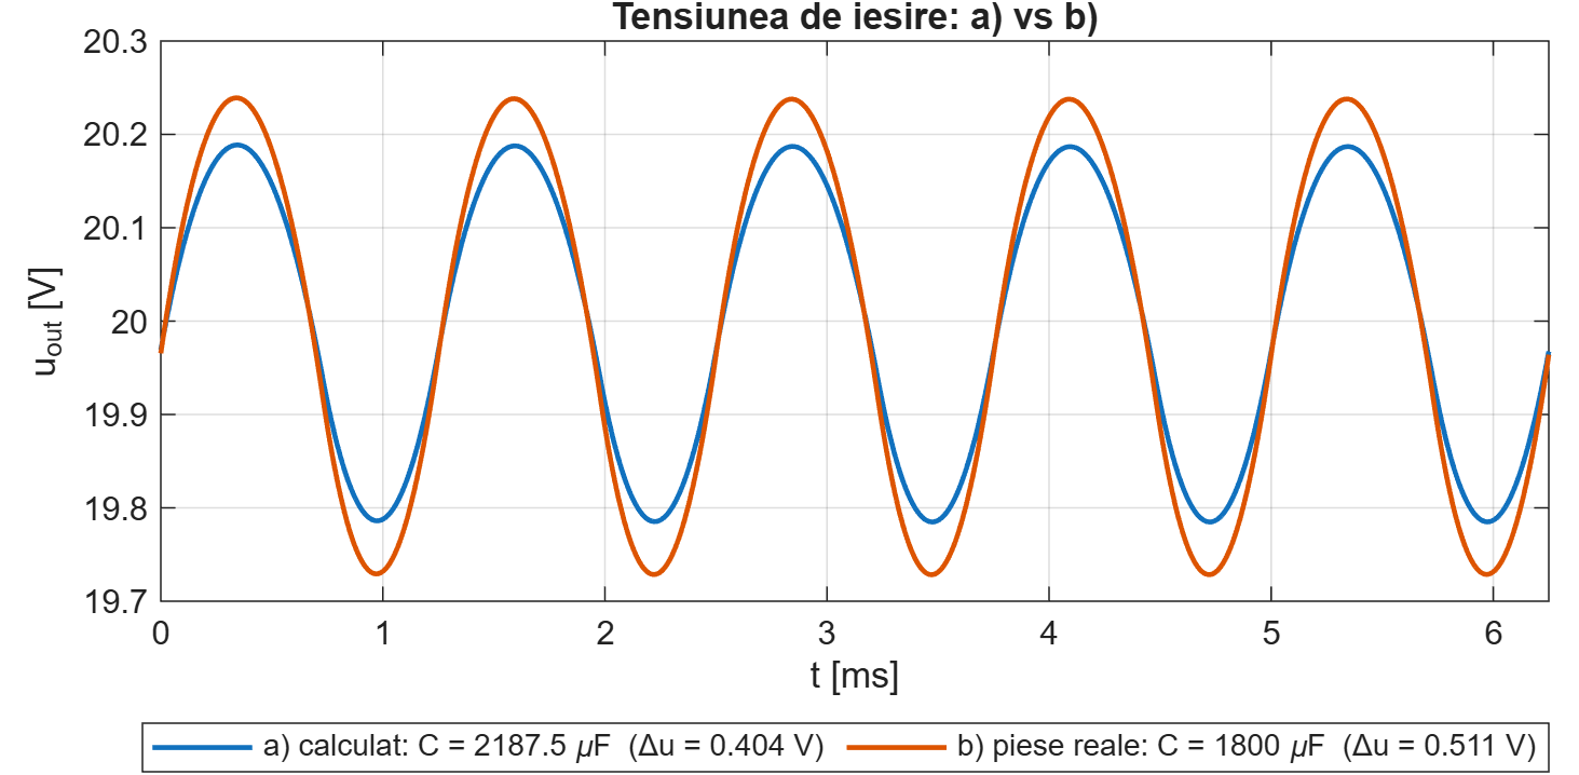 Tensiunea de iesire: a) vs b)
20.3
20.2
20.1
20
19.9
19.8
19.7
u_out [V]
0 1 2 3 4 5 6
t [ms]
a) calculat: C = 2187.5 μF (Δu = 0.404 V) b) piese reale: C = 1800 μF (Δu = 0.511 V)